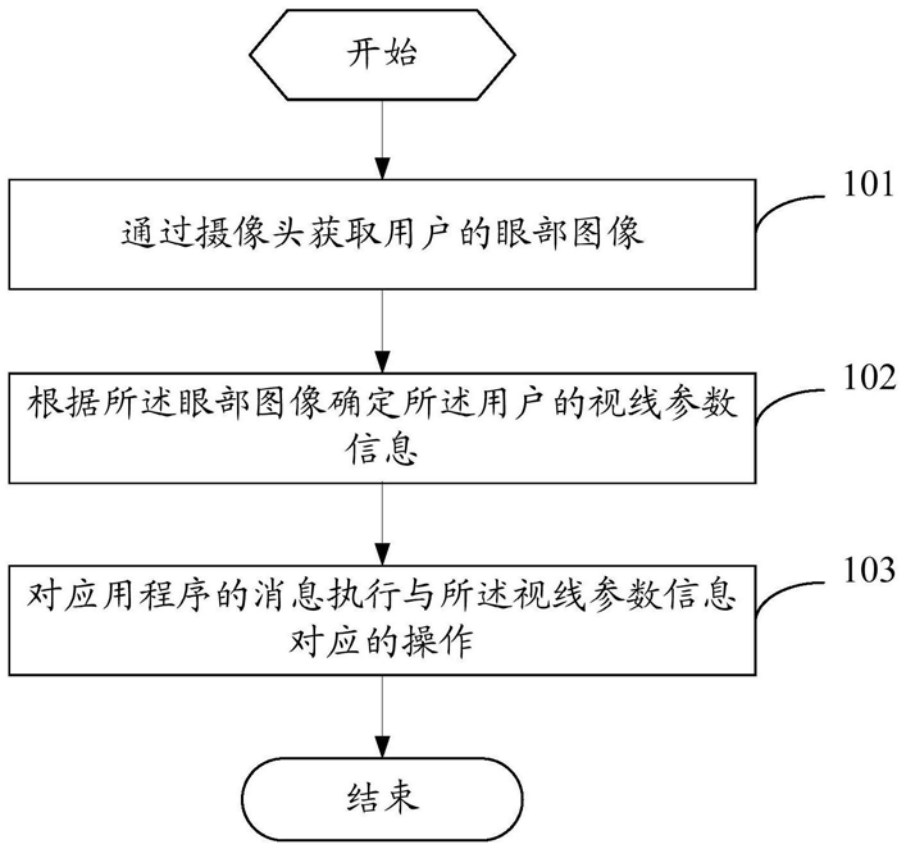 开始
101
通过摄像头获取用户的眼部图像
102
根据所述眼部图像确定所述用户的视线参数
信息
103
对应用程序的消息执行与所述视线参数信息
对应的操作
结束